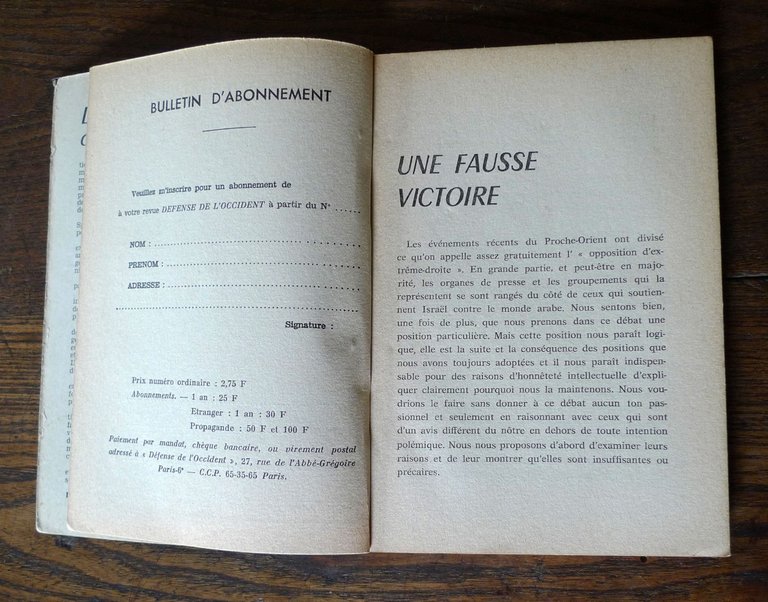 BULLETIN D'ABONNEMENT
Veuillez m'inscrire pour un abonnement de
à votre revue DEFENSE DE L'OCCIDENT à partir du N° ......
NOM : ..............................................
PRENOM : ..............................................
ADRESSE : ..............................................
..............................................
Signature :
Prix numéro ordinaire : 2,75 F
Abonnements. — 1 an : 25 F
Etranger : 1 an : 30 F
Propagande : 50 F et 100 F
Paiement par mandat, chèque bancaire, ou virement postal
adressé à « Défense de l'Occident », 27, rue de l'Abbé-Grégoire
Paris-6e — C.C.P. 65-35-65 Paris.
UNE FAUSSE
VICTOIRE
Les événements récents du Proche-Orient ont divisé
ce qu'on appelle assez gratuitement l' « opposition d'ex-
trême-droite ». En grande partie, et peut-être en majo-
rité, les organes de presse et les groupements qui la
représentent se sont rangés du côté de ceux qui soutien-
nent Israël contre le monde arabe. Nous sentons bien,
une fois de plus, que nous prenons dans ce débat une
position particulière. Mais cette position nous paraît logi-
que, elle est la suite et la conséquence des positions que
nous avons toujours adoptées et il nous paraît indispen-
sable pour des raisons d'honnêteté intellectuelle d'expli-
quer clairement pourquoi nous la maintenons. Nous vou-
drions le faire sans donner à ce débat aucun ton pas-
sionnel et seulement en raisonnant avec ceux qui sont
d'un avis différent du nôtre en dehors de toute intention
polémique. Nous nous proposons d'abord d'examiner leurs
raisons et de leur montrer qu'elles sont insuffisantes ou
précaires.